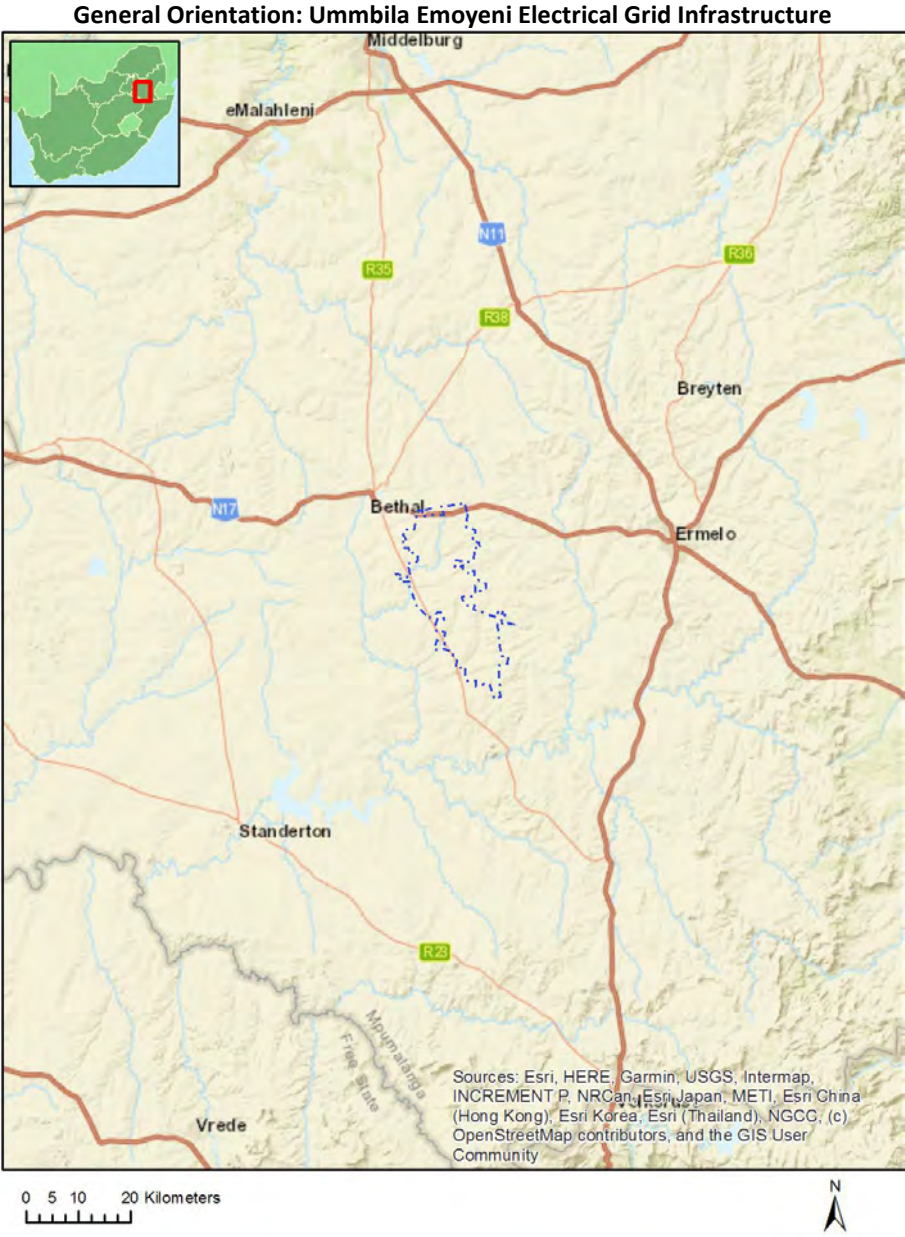 General Orientation: Ummbila Emoyeni Electrical Grid Infrastructure
Middelburg
eMalahleni
N11
R35
R36
R38
Breyten
Bethal
N17
Ermelo
Standerton
R23
Mpumalanga
Free State
Vrede
Sources: Esri, HERE, Garmin, USGS, Intermap,
INCREMENT P, NRCan, Esri Japan, METI, Esri China
(Hong Kong), Esri Korea, Esri (Thailand), NGCC, (c)
OpenStreetMap contributors, and the GIS User
Community
0 5 10 20 Kilometers
N